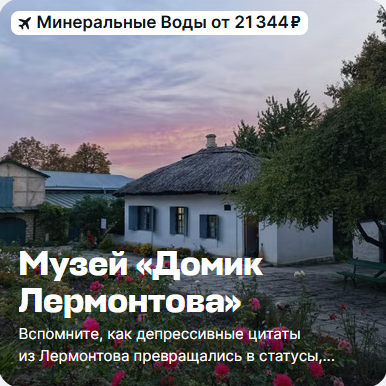 Минеральные Воды от 21 344 ₽
Музей «Домик
Лермонтова»
Вспомните, как депрессивные цитаты
из Лермонтова превращались в статусы,...